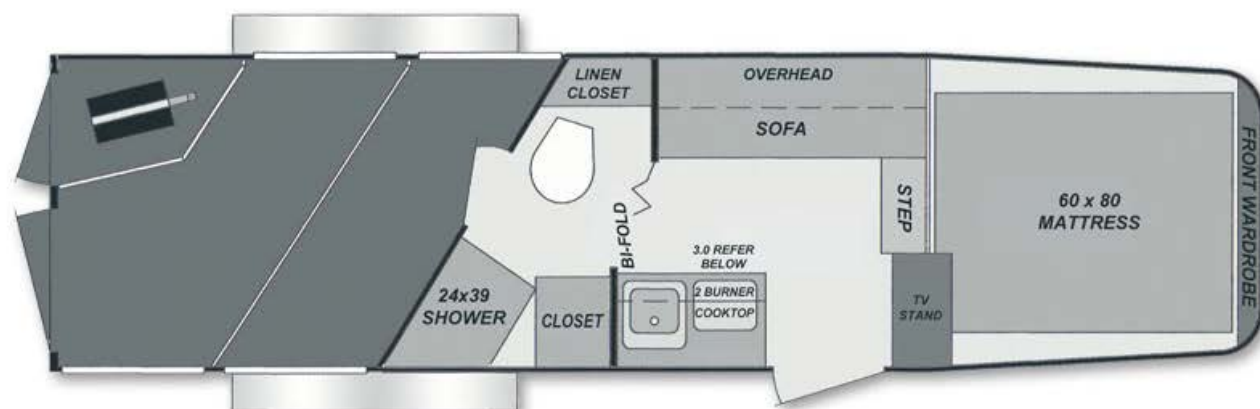 LINEN
CLOSET
OVERHEAD
SOFA
BI-FOLD
STEP
60 x 80
MATTRESS
FRONT WARDROBE
3.0 REFER
BELOW
2 BURNER
COOKTOP
24x39
SHOWER
CLOSET
TV
STAND